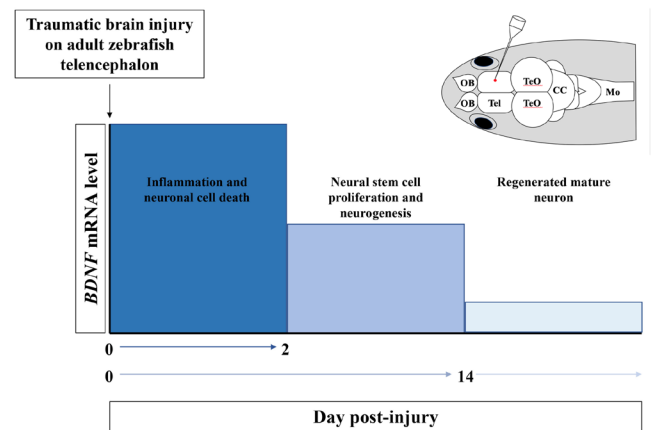 Traumatic brain injury
on adult zebrafish
telencephalon
OB
OB
Tel
TeO
TeO
CC
Mo
BDNF mRNA level
Inflammation and
neuronal cell death
Neural stem cell
proliferation and
neurogenesis
Regenerated mature
neuron
0
2
0
14
Day post-injury